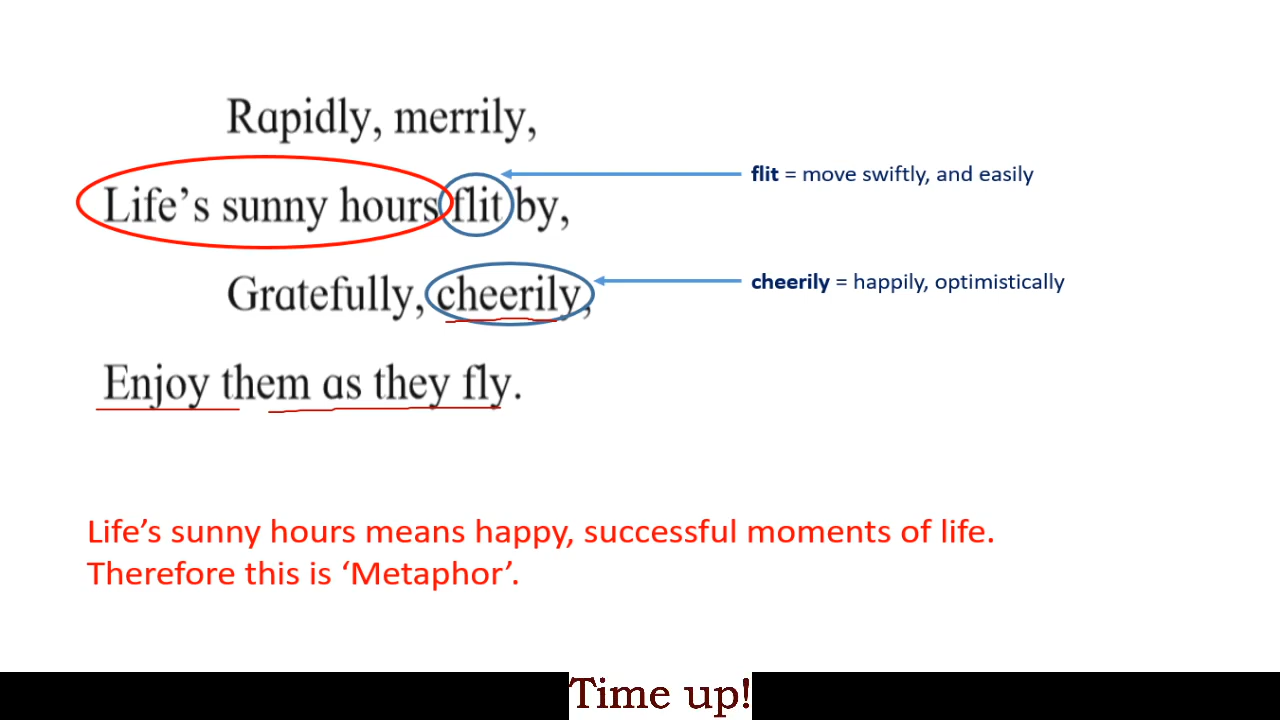 Rapidly, merrily,
Life’s sunny hours flit by,
flit = move swiftly, and easily
Gratefully, cheerily,
cheerily = happily, optimistically
Enjoy them as they fly.
Life’s sunny hours means happy, successful moments of life.
Therefore this is ‘Metaphor’.
Time up!